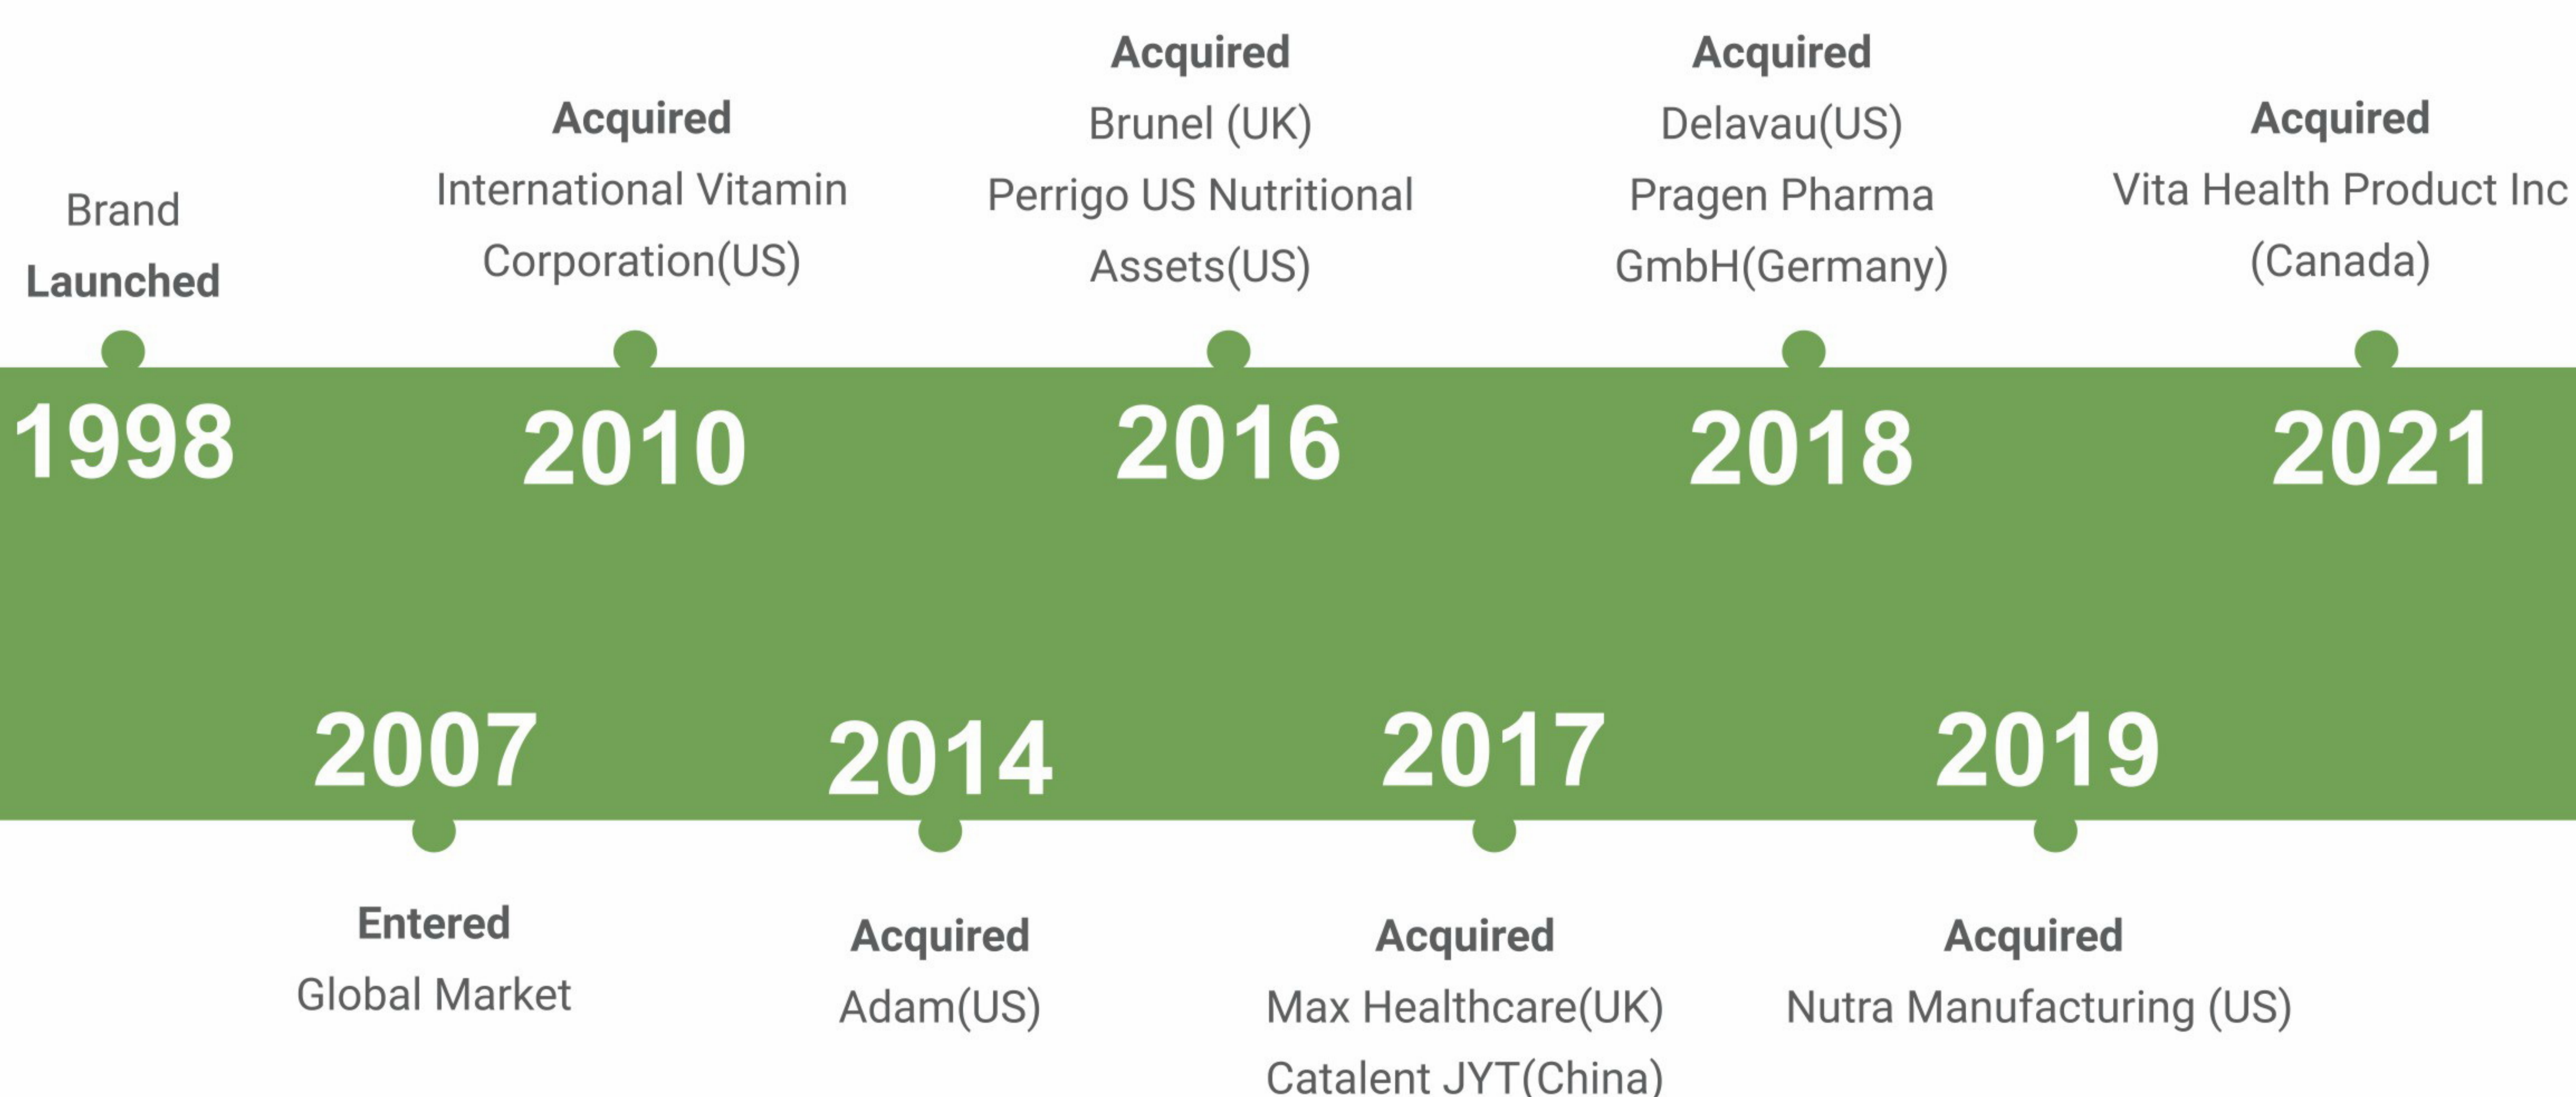 Brand
Launched
1998
2007
Entered
Global Market
Acquired
International Vitamin
Corporation(US)
2010
2014
Acquired
Adam(US)
Acquired
Brunel (UK)
Perrigo US Nutritional
Assets(US)
2016
2017
Acquired
Max Healthcare(UK)
Catalent JYT(China)
Acquired
Delavau(US)
Pragen Pharma
GmbH(Germany)
2018
2019
Acquired
Nutra Manufacturing (US)
Acquired
Vita Health Product Inc
(Canada)
2021